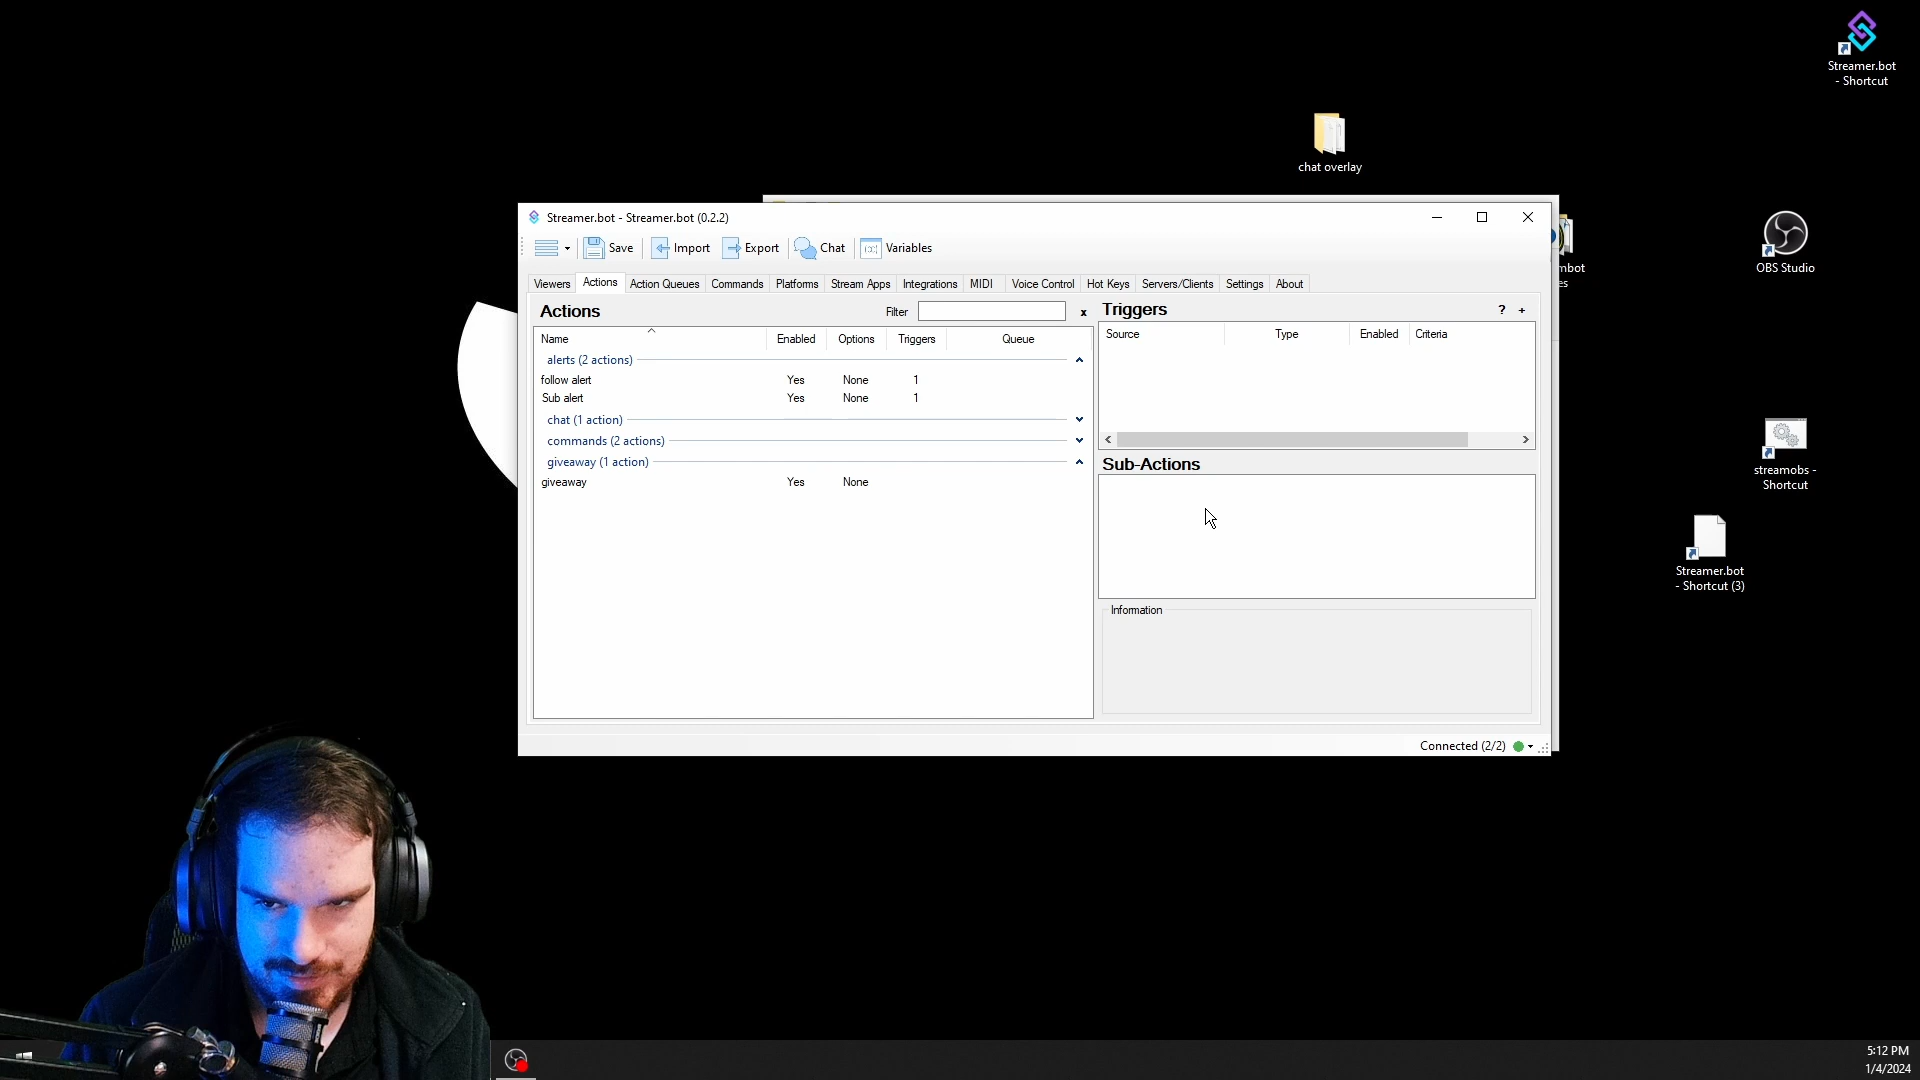 Streamer.bot
- Shortcut
chat overlay
Streamer.bot - Streamer.bot (0.2.2)
Save
Import
Export
Chat
Variables
Viewers
Actions
Action Queues
Commands
Platforms
Stream Apps
Integrations
MIDI
Voice Control
Hot Keys
Servers/Clients
Settings
About
Actions
Filter
x
Name
Enabled
Options
Triggers
Queue
alerts (2 actions)
follow alert Yes None 1
Sub alert Yes None 1
chat (1 action)
commands (2 actions)
giveaway (1 action)
giveaway Yes None
Triggers
? +
Source
Type
Enabled
Criteria
Sub-Actions
Information
Connected (2/2)
OBS Studio
streamobs -
Shortcut
Streamer.bot
- Shortcut (3)
5:12 PM
1/4/2024